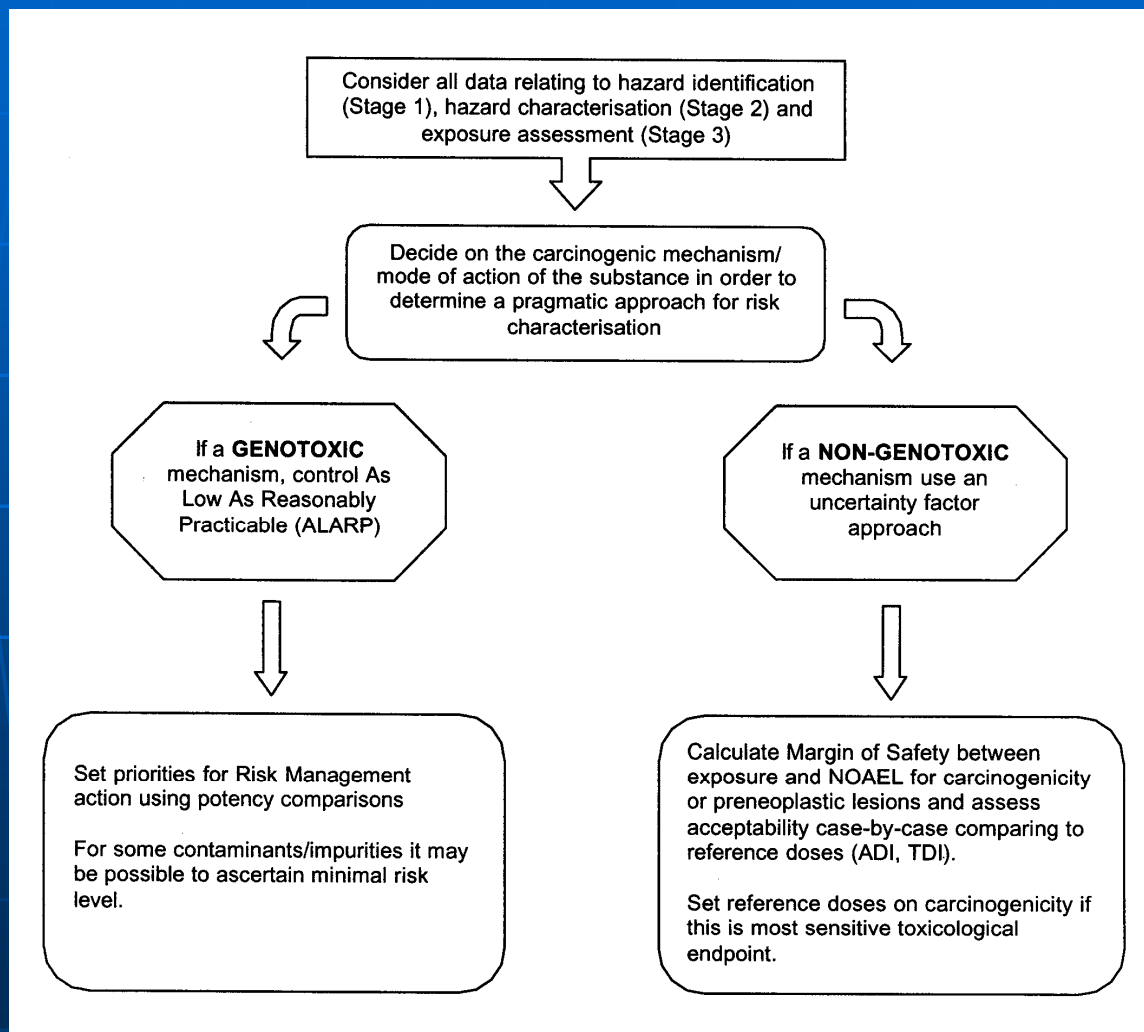 Consider all data relating to hazard identification
(Stage 1), hazard characterisation (Stage 2) and
exposure assessment (Stage 3)
Decide on the carcinogenic mechanism/
mode of action of the substance in order to
determine a pragmatic approach for risk
characterisation
If a GENOTOXIC
mechanism, control As
Low As Reasonably
Practicable (ALARP)
If a NON-GENOTOXIC
mechanism use an
uncertainty factor
approach
Set priorities for Risk Management
action using potency comparisons
For some contaminants/impurities it may
be possible to ascertain minimal risk
level.
Calculate Margin of Safety between
exposure and NOAEL for carcinogenicity
or preneoplastic lesions and assess
acceptability case-by-case comparing to
reference doses (ADI, TDI).
Set reference doses on carcinogenicity if
this is most sensitive toxicological
endpoint.